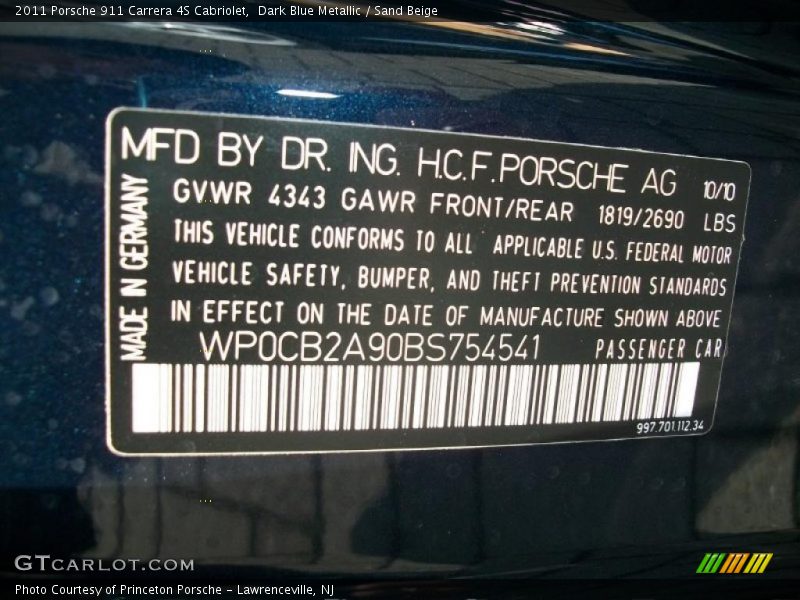 2011 Porsche 911 Carrera 4S Cabriolet,  Dark Blue Metallic / Sand Beige
MFD BY DR. ING. H.C.F. PORSCHE AG 10/10
GVWR 4343 GAWR FRONT/REAR 1819/2690 LBS
THIS VEHICLE CONFORMS TO ALL APPLICABLE U.S. FEDERAL MOTOR
VEHICLE SAFETY, BUMPER, AND THEFT PREVENTION STANDARDS
IN EFFECT ON THE DATE OF MANUFACTURE SHOWN ABOVE
WP0CB2A90BS754541 PASSENGER CAR
997.701.112.34
MADE IN GERMANY
GTCARLOT.COM
Photo Courtesy of Princeton Porsche - Lawrenceville, NJ